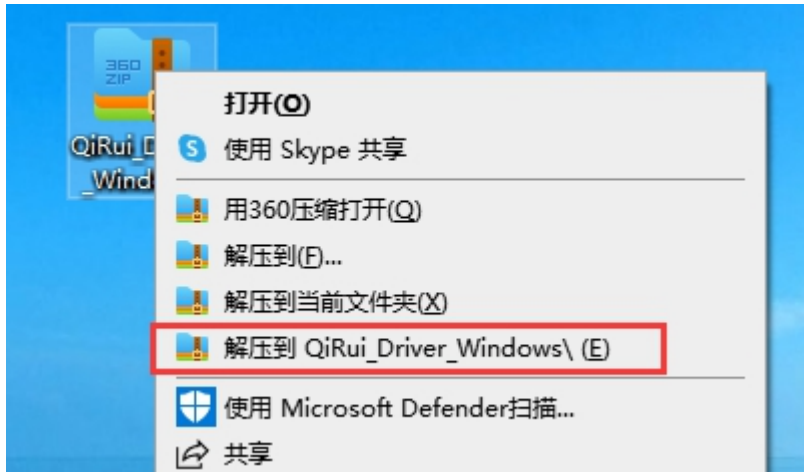 360
ZIP
QiRui_D
_Wind
打开(O)
使用 Skype 共享
用360压缩打开(Q)
解压到(F)...
解压到当前文件夹(X)
解压到 QiRui_Driver_Windows\ (E)
使用 Microsoft Defender扫描...
共享